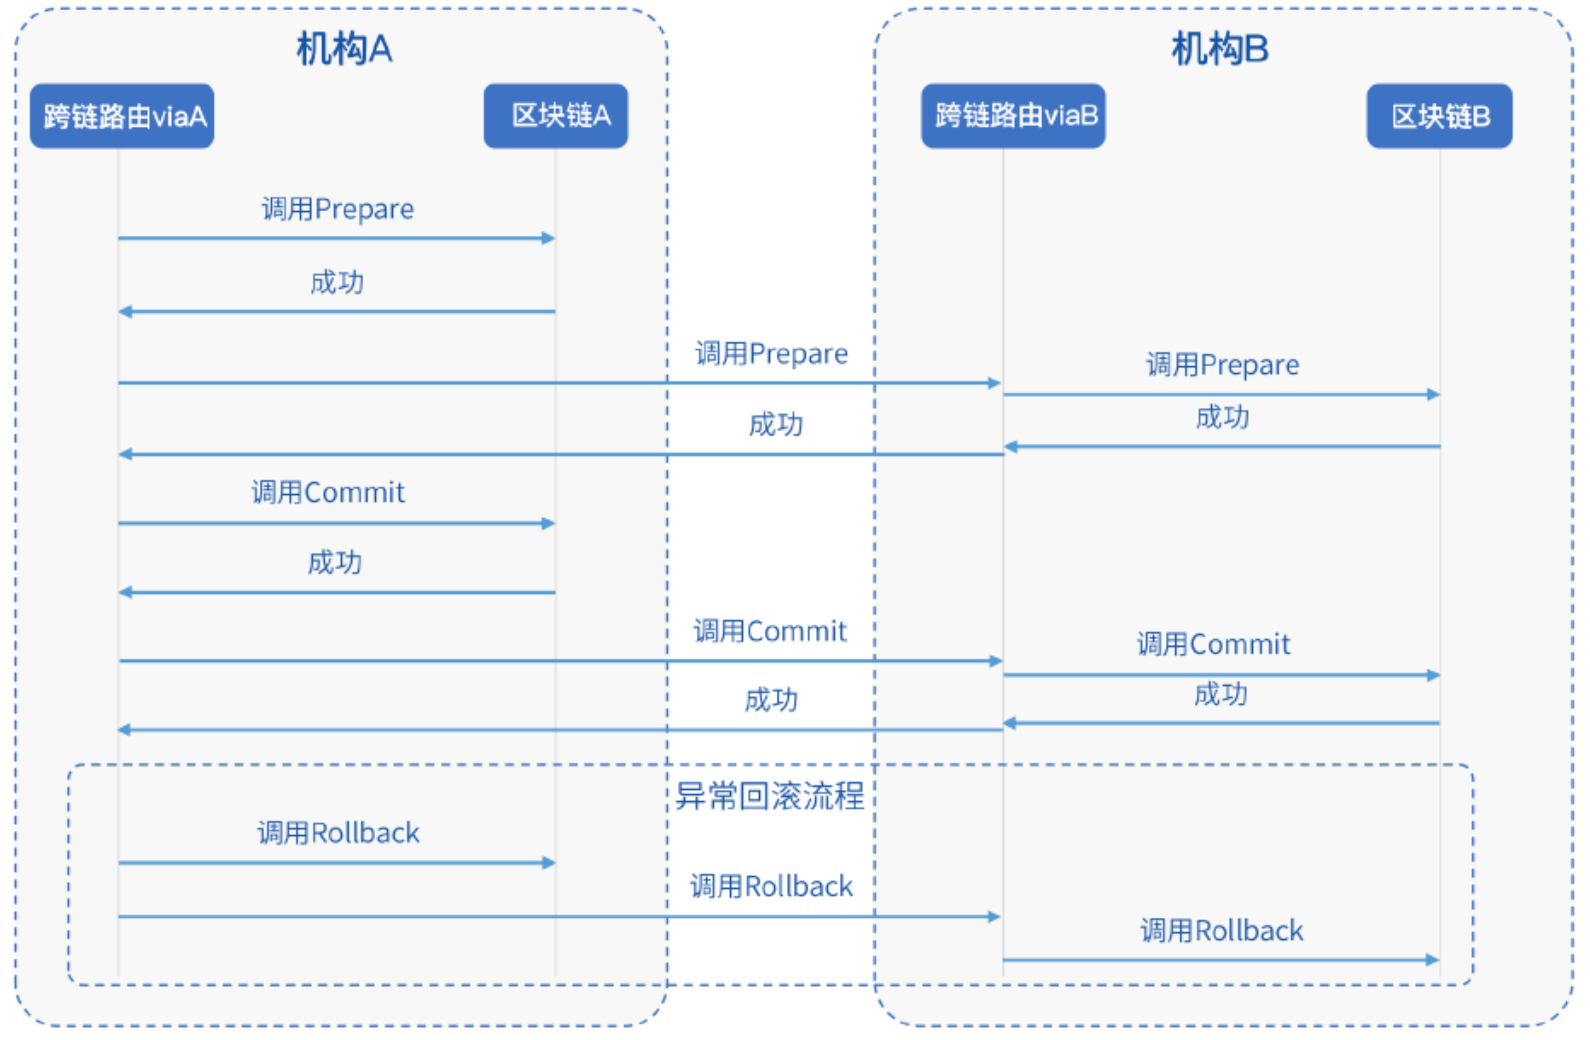 机构A
机构B
跨链路由viaA
区块链A
跨链路由viaB
区块链B
调用Prepare
成功
调用Prepare
调用Prepare
成功
成功
调用Commit
成功
调用Commit
调用Commit
成功
成功
异常回滚流程
调用Rollback
调用Rollback
调用Rollback